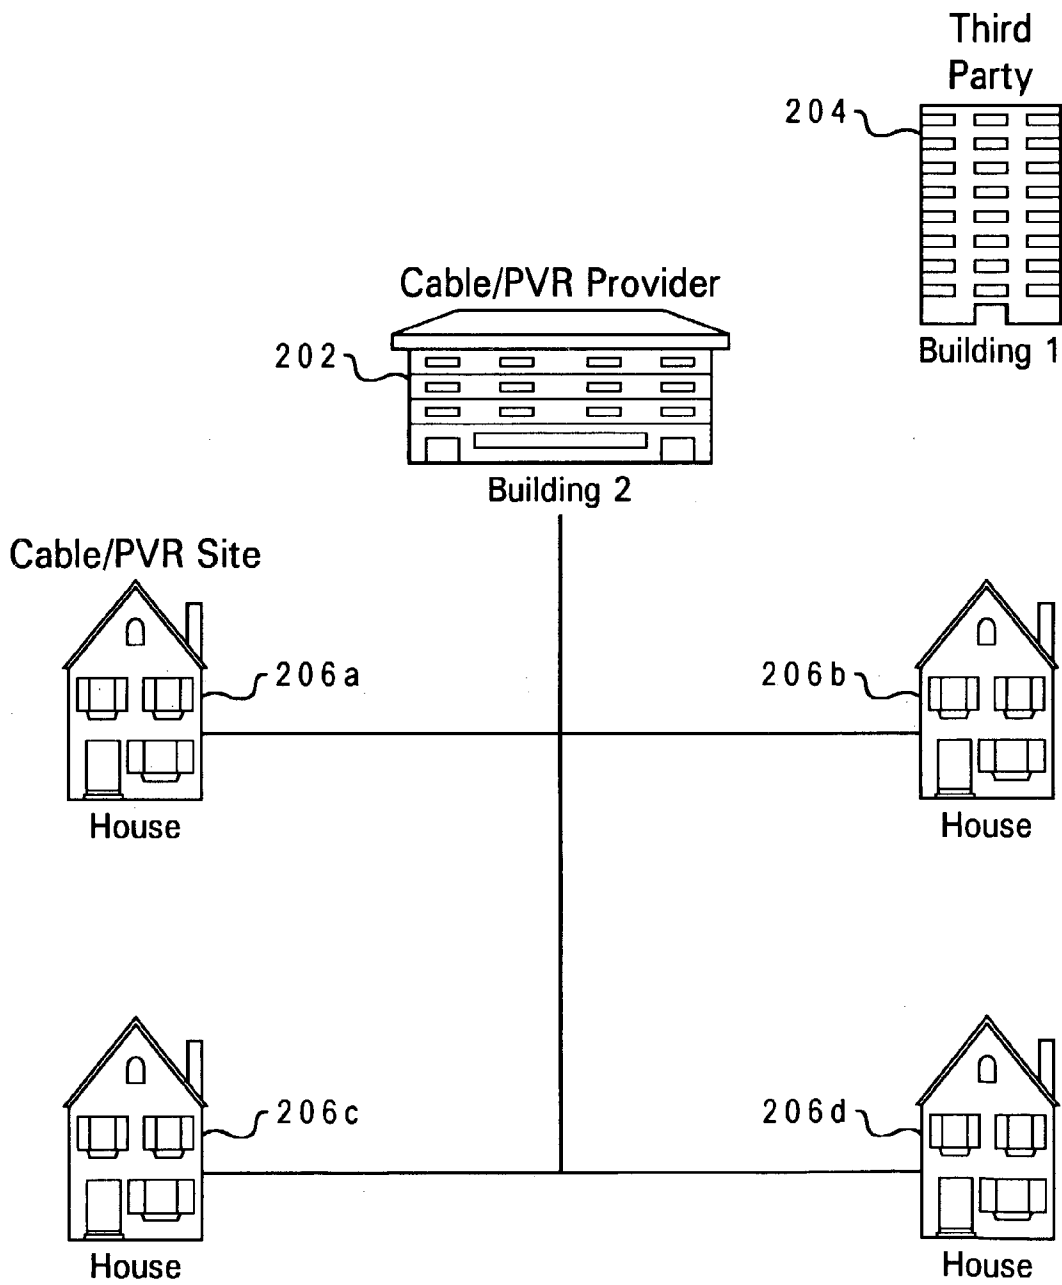 Third
Party
204
Building 1
Cable/PVR Provider
202
Building 2
Cable/PVR Site
206a
House
206b
House
206c
House
206d
House